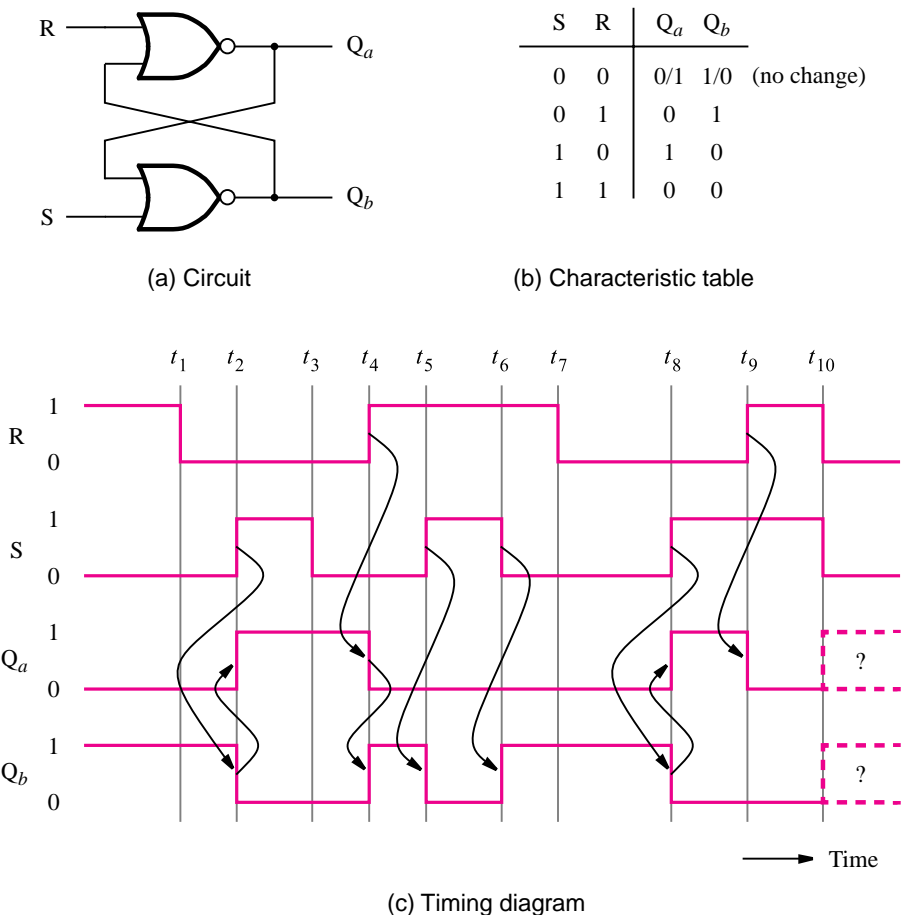 R
Qa
S
Qb
(a) Circuit
S R Qa Qb
0 0 0/1 1/0 (no change)
0 1 0 1
1 0 1 0
1 1 0 0
(b) Characteristic table
t1 t2 t3 t4 t5 t6 t7 t8 t9 t10
1
R
0
1
S
0
1
Qa ?
0
1
Qb ?
0
Time
(c) Timing diagram